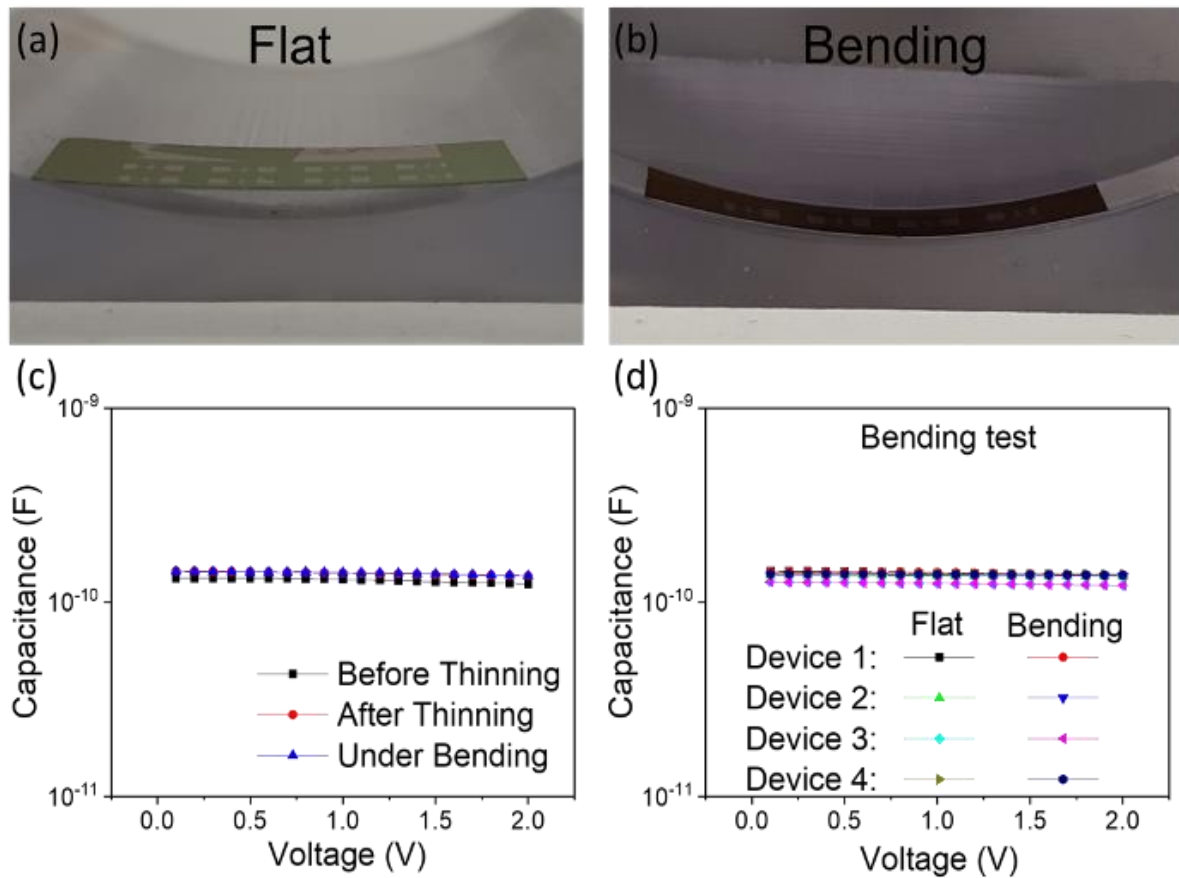 (a) Flat
(b) Bending
(c)
10⁻⁹
10⁻¹⁰
10⁻¹¹
Capacitance (F)
Before Thinning
After Thinning
Under Bending
0.0 0.5 1.0 1.5 2.0
Voltage (V)
(d)
10⁻⁹
10⁻¹⁰
10⁻¹¹
Capacitance (F)
Bending test
Flat Bending
Device 1:
Device 2:
Device 3:
Device 4:
0.0 0.5 1.0 1.5 2.0
Voltage (V)